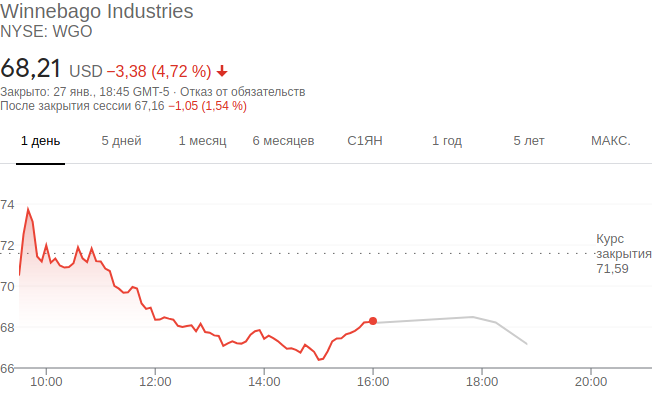 Winnebago Industries
NYSE: WGO
68,21 USD −3,38 (4,72 %)
Закрыто: 27 янв., 18:45 GMT-5 · Отказ от обязательств
После закрытия сессии 67,16 −1,05 (1,54 %)
1 день 5 дней 1 месяц 6 месяцев С1ЯН 1 год 5 лет МАКС.
74
72
70
68
66
Курс
закрытия
71,59
10:00 12:00 14:00 16:00 18:00 20:00